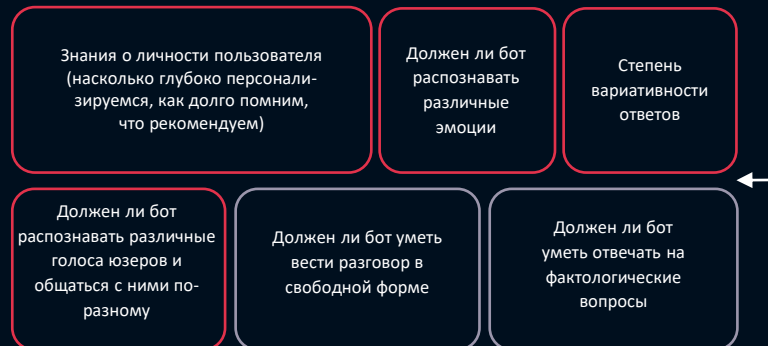 Знания о личности пользователя
(насколько глубоко персонали-
зируемся, как долго помним,
что рекомендуем)
Должен ли бот
распознавать
различные
эмоции
Степень
вариативности
ответов
Должен ли бот
распознавать различные
голоса юзеров и
общаться с ними по-
разному
Должен ли бот уметь
вести разговор в
свободной форме
Должен ли бот
уметь отвечать на
фактологические
вопросы